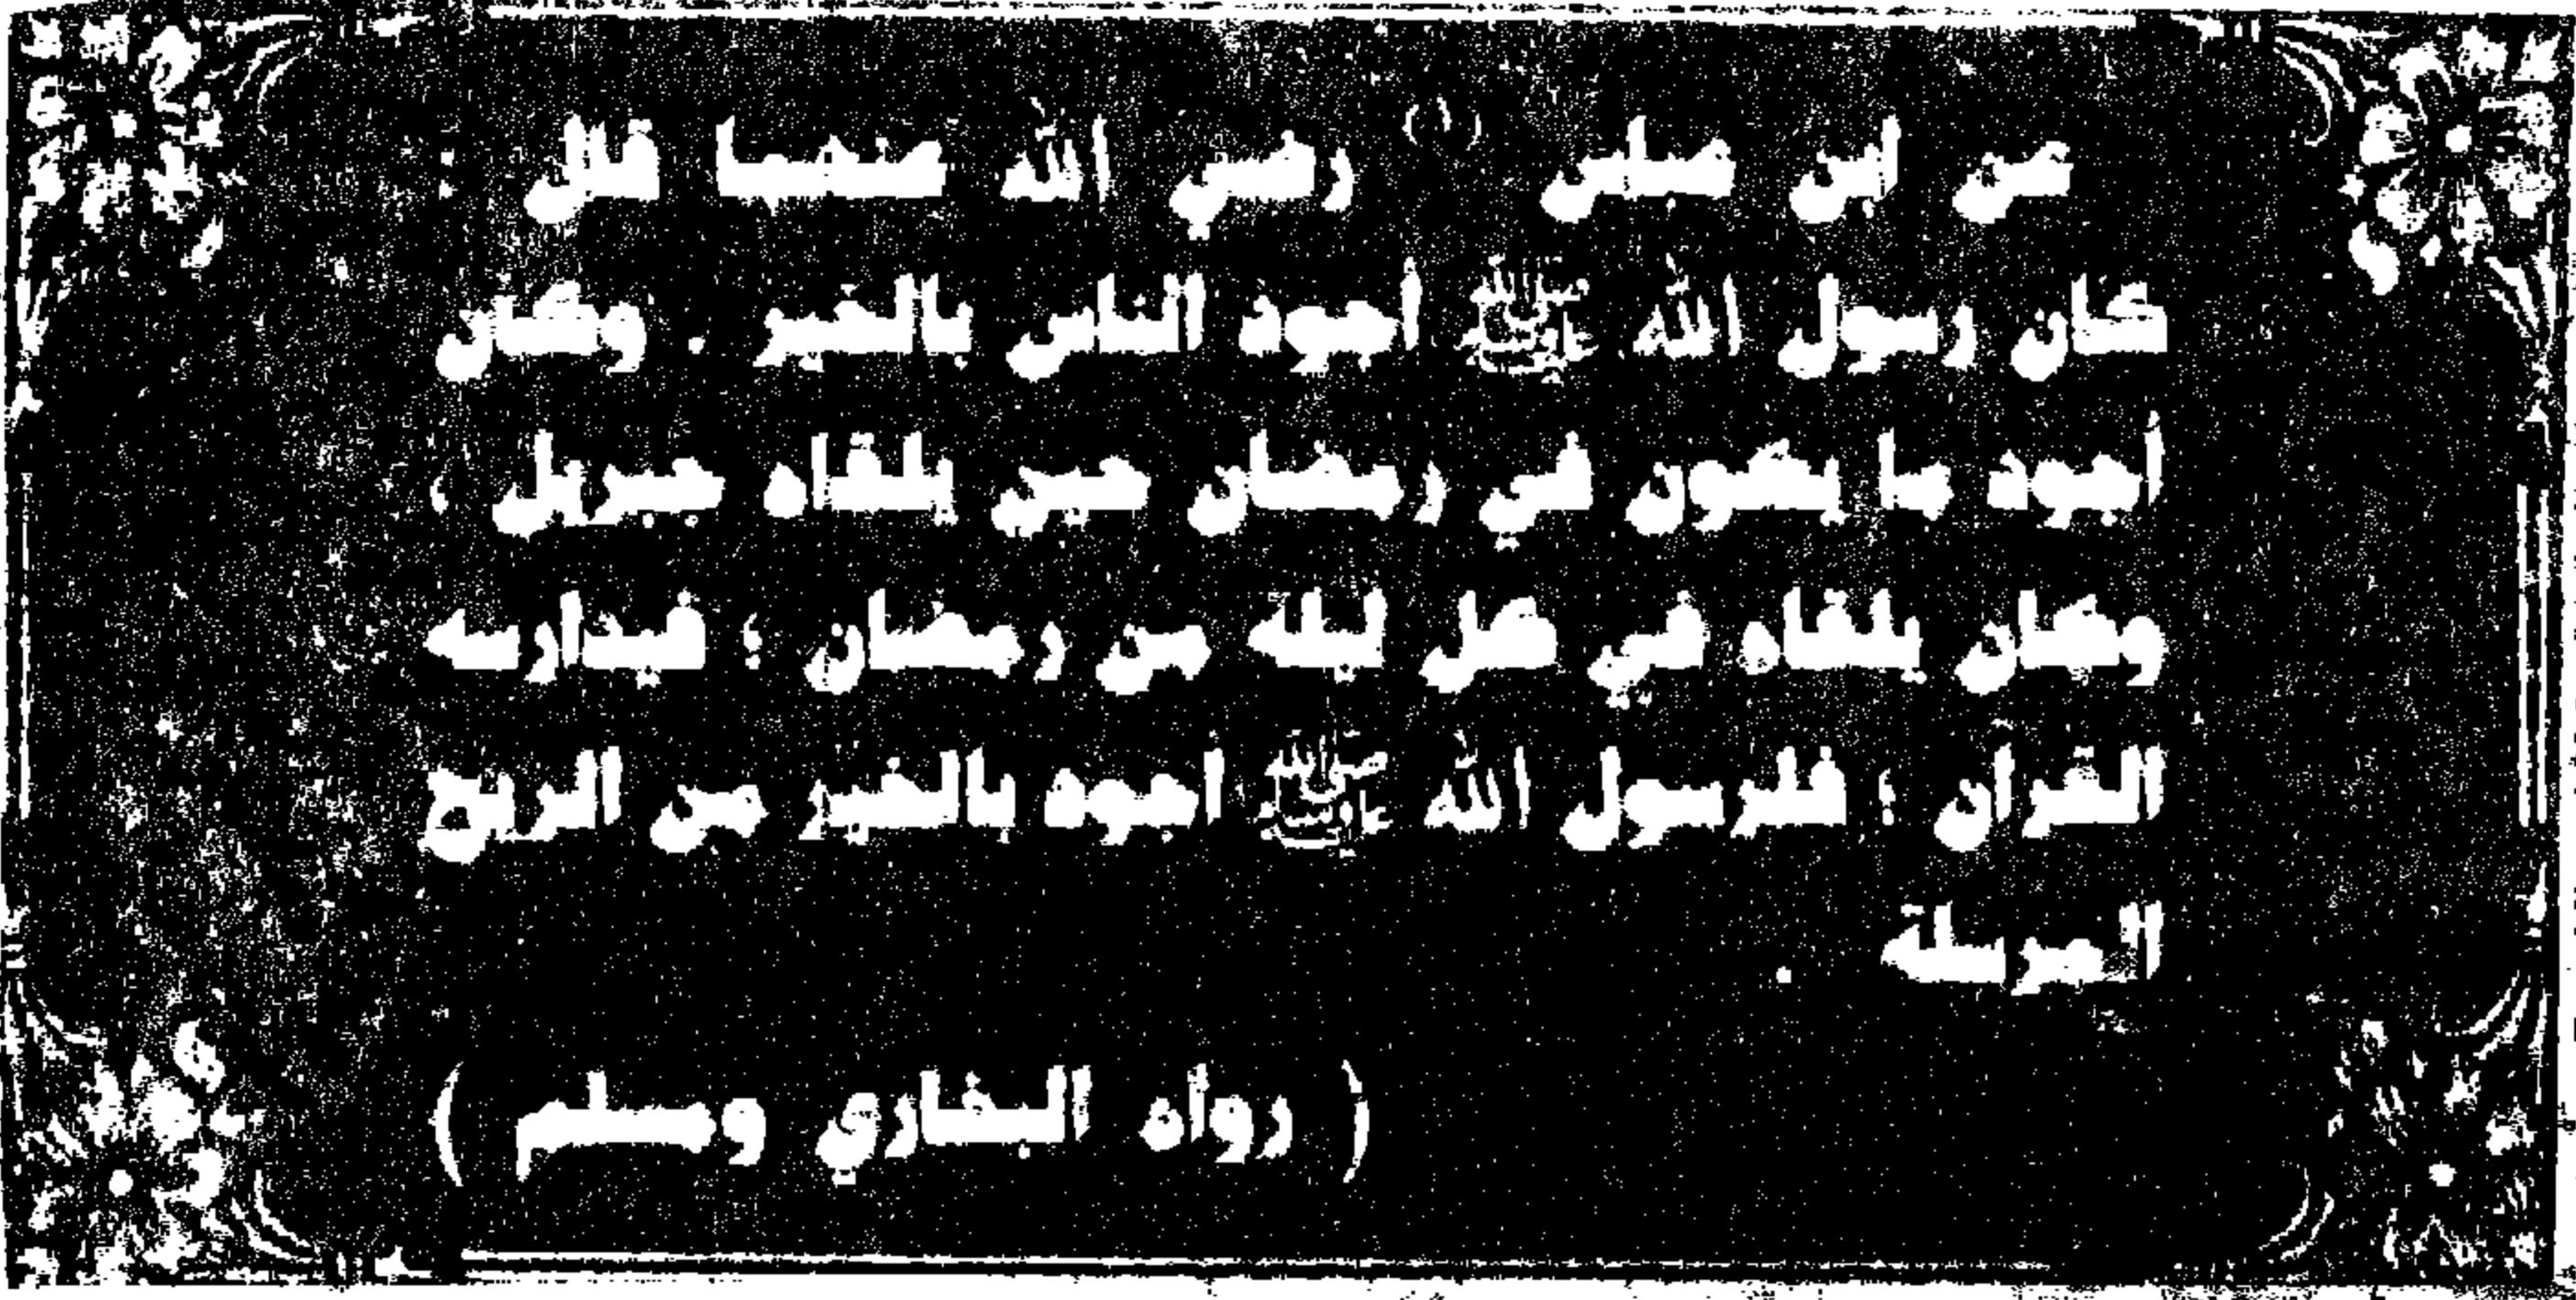 عن ابن عباس (١) رضي الله عنهما قال :
كان رسول الله ﷺ أجود الناس بالخير . وكان
أجود ما يكون في رمضان حين يلقاه جبريل ،
وكان يلقاه في كل ليلة من رمضان ؛ فيدارسه
القرآن ؛ فلرسول الله ﷺ أجود بالخير من الريح
المرسلة .
( رواه البخاري ومسلم )